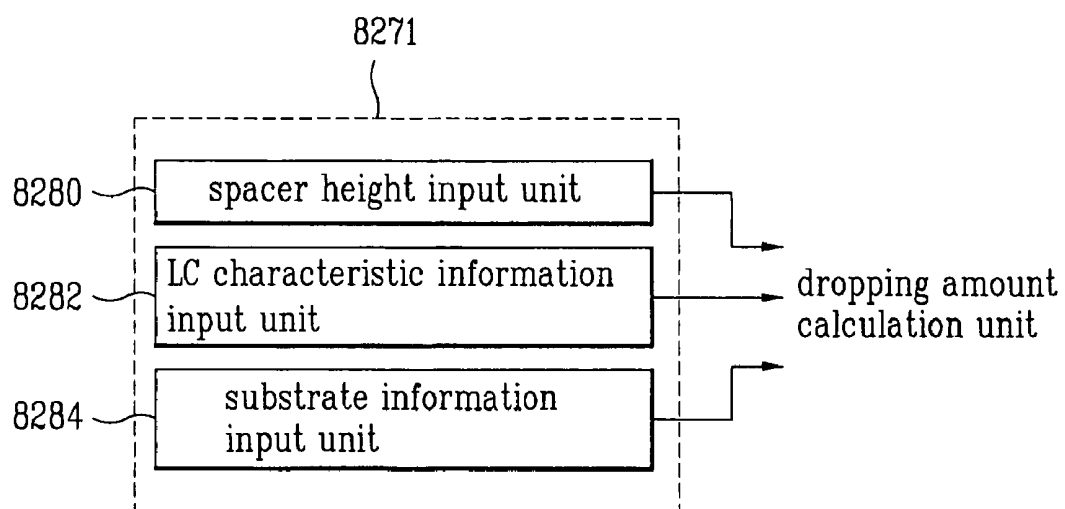 8271
8280
spacer height input unit
8282
LC characteristic information
input unit
dropping amount
calculation unit
8284
substrate information
input unit